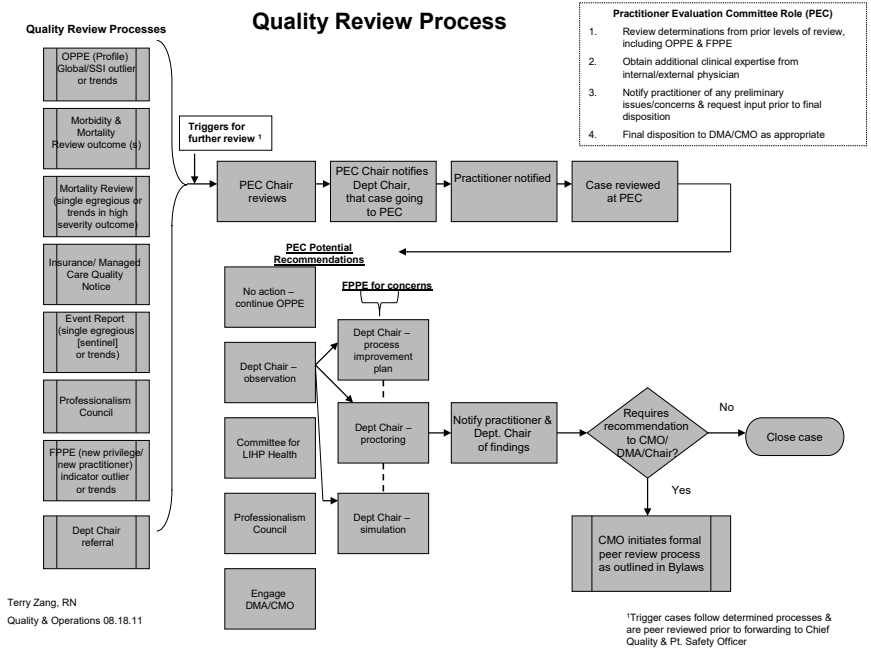 Quality Review Process
Practitioner Evaluation Committee Role (PEC)
1. Review determinations from prior levels of review,
including OPPE & FPPE
2. Obtain additional clinical expertise from
internal/external physician
3. Notify practitioner of any preliminary
issues/concerns & request input prior to final
disposition
4. Final disposition to DMA/CMO as appropriate
Quality Review Processes
OPPE (Profile)
Global/SSI outlier
or trends
Morbidity &
Mortality
Review outcome (s)
Mortality Review
(single egregious or
trends in high
severity outcome)
Insurance/ Managed
Care Quality
Notice
Event Report
(single egregious
[sentinel]
or trends)
Professionalism
Council
FPPE (new privilege/
new practitioner)
indicator outlier
or trends
Dept Chair
referral
Triggers for
further review ¹
PEC Chair
reviews
PEC Chair notifies
Dept Chair,
that case going
to PEC
Practitioner notified
Case reviewed
at PEC
PEC Potential
Recommendations
No action –
continue OPPE
Dept Chair –
observation
Committee for
LIHP Health
Professionalism
Council
Engage
DMA/CMO
FPPE for concerns
Dept Chair –
process
improvement
plan
Dept Chair –
proctoring
Dept Chair –
simulation
Notify practitioner &
Dept. Chair
of findings
Requires
recommendation
to CMO/
DMA/Chair?
No
Close case
Yes
CMO initiates formal
peer review process
as outlined in Bylaws
Terry Zang, RN
Quality & Operations 08.18.11
¹Trigger cases follow determined processes &
are peer reviewed prior to forwarding to Chief
Quality & Pt. Safety Officer